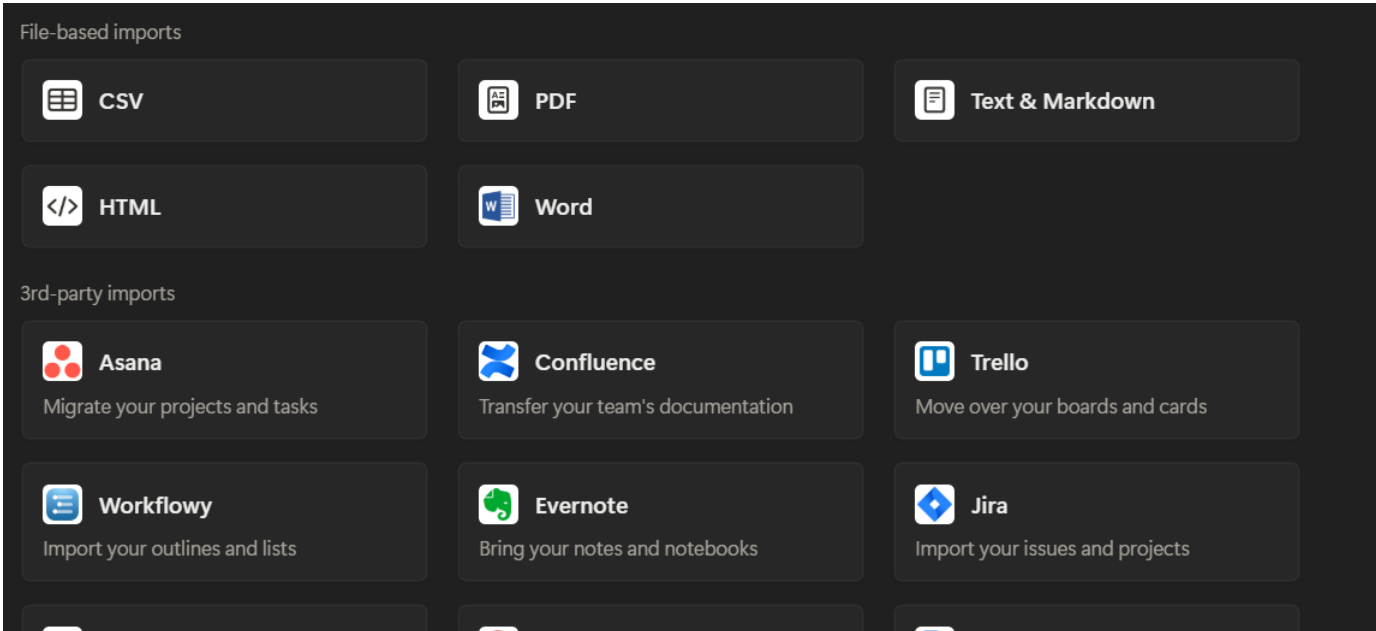 File-based imports
CSV
PDF
Text & Markdown
HTML
Word
3rd-party imports
Asana
Migrate your projects and tasks
Confluence
Transfer your team's documentation
Trello
Move over your boards and cards
Workflowy
Import your outlines and lists
Evernote
Bring your notes and notebooks
Jira
Import your issues and projects